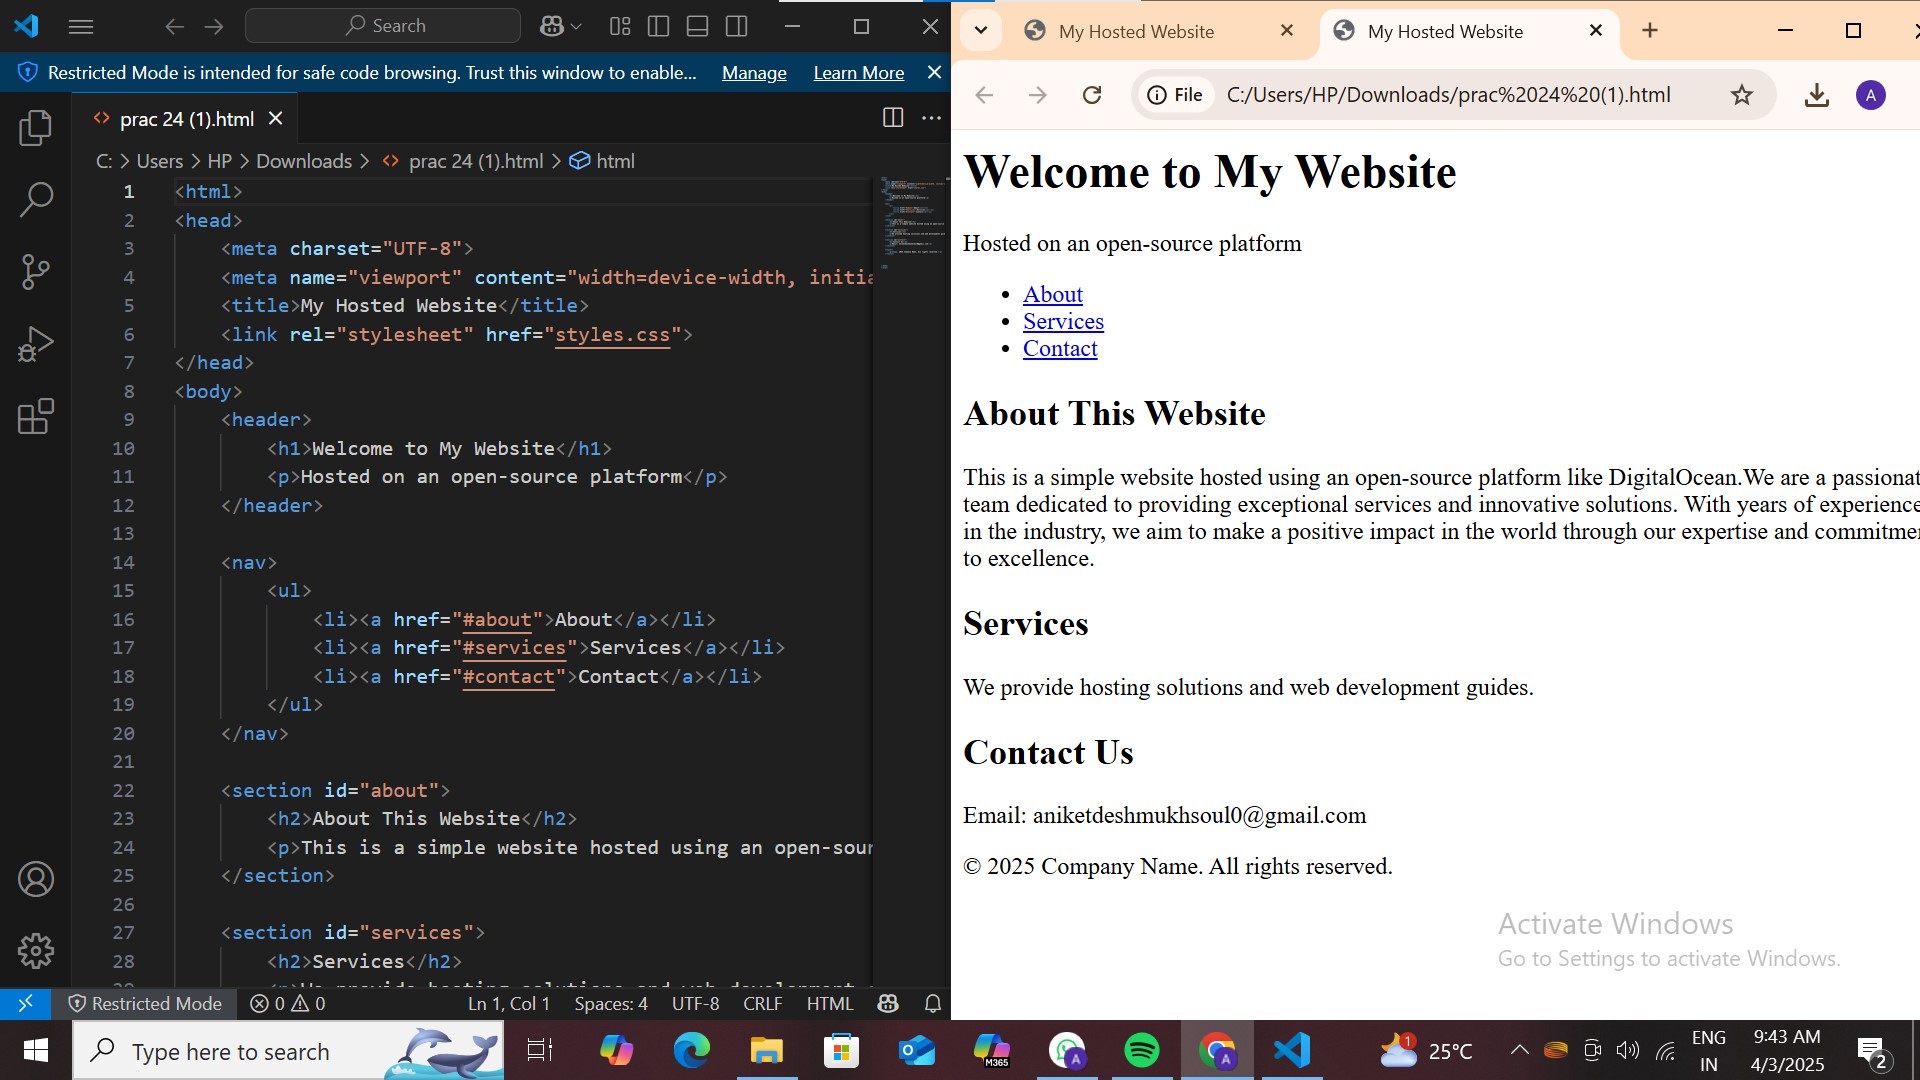 Search
Restricted Mode is intended for safe code browsing. Trust this window to enable... Manage Learn More
prac 24 (1).html
C: > Users > HP > Downloads > prac 24 (1).html > html
1 <html>
2 <head>
3 <meta charset="UTF-8">
4 <meta name="viewport" content="width=device-width, initia
5 <title>My Hosted Website</title>
6 <link rel="stylesheet" href="styles.css">
7 </head>
8 <body>
9 <header>
10 <h1>Welcome to My Website</h1>
11 <p>Hosted on an open-source platform</p>
12 </header>
13
14 <nav>
15 <ul>
16 <li><a href="#about">About</a></li>
17 <li><a href="#services">Services</a></li>
18 <li><a href="#contact">Contact</a></li>
19 </ul>
20 </nav>
21
22 <section id="about">
23 <h2>About This Website</h2>
24 <p>This is a simple website hosted using an open-sour
25 </section>
26
27 <section id="services">
28 <h2>Services</h2>
Restricted Mode 0 0 Ln 1, Col 1 Spaces: 4 UTF-8 CRLF HTML
My Hosted Website My Hosted Website
File C:/Users/HP/Downloads/prac%2024%20(1).html A
Welcome to My Website
Hosted on an open-source platform
About
Services
Contact
About This Website
This is a simple website hosted using an open-source platform like DigitalOcean.We are a passionat
team dedicated to providing exceptional services and innovative solutions. With years of experience
in the industry, we aim to make a positive impact in the world through our expertise and commitme
to excellence.
Services
We provide hosting solutions and web development guides.
Contact Us
Email: aniketdeshmukhsoul0@gmail.com
© 2025 Company Name. All rights reserved.
Activate Windows
Go to Settings to activate Windows.
Type here to search
M365
A
A
1
25°C
ENG
IN
9:43 AM
4/3/2025
2